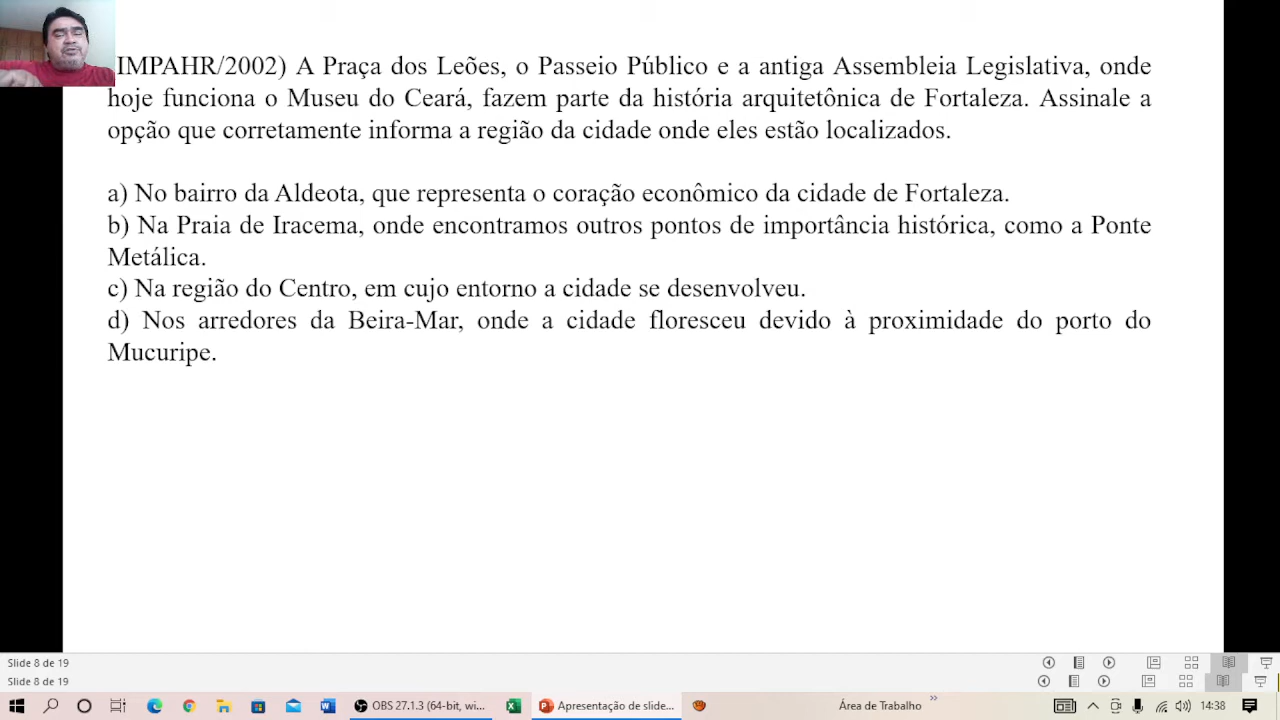 IMPAHR/2002) A Praça dos Leões, o Passeio Público e a antiga Assembleia Legislativa, onde
hoje funciona o Museu do Ceará, fazem parte da história arquitetônica de Fortaleza. Assinale a
opção que corretamente informa a região da cidade onde eles estão localizados.
a) No bairro da Aldeota, que representa o coração econômico da cidade de Fortaleza.
b) Na Praia de Iracema, onde encontramos outros pontos de importância histórica, como a Ponte
Metálica.
c) Na região do Centro, em cujo entorno a cidade se desenvolveu.
d) Nos arredores da Beira-Mar, onde a cidade floresceu devido à proximidade do porto do
Mucuripe.
Slide 8 de 19
Slide 8 de 19
OBS 27.1.3 (64-bit, wi...
Apresentação de slide...
Área de Trabalho
14:38